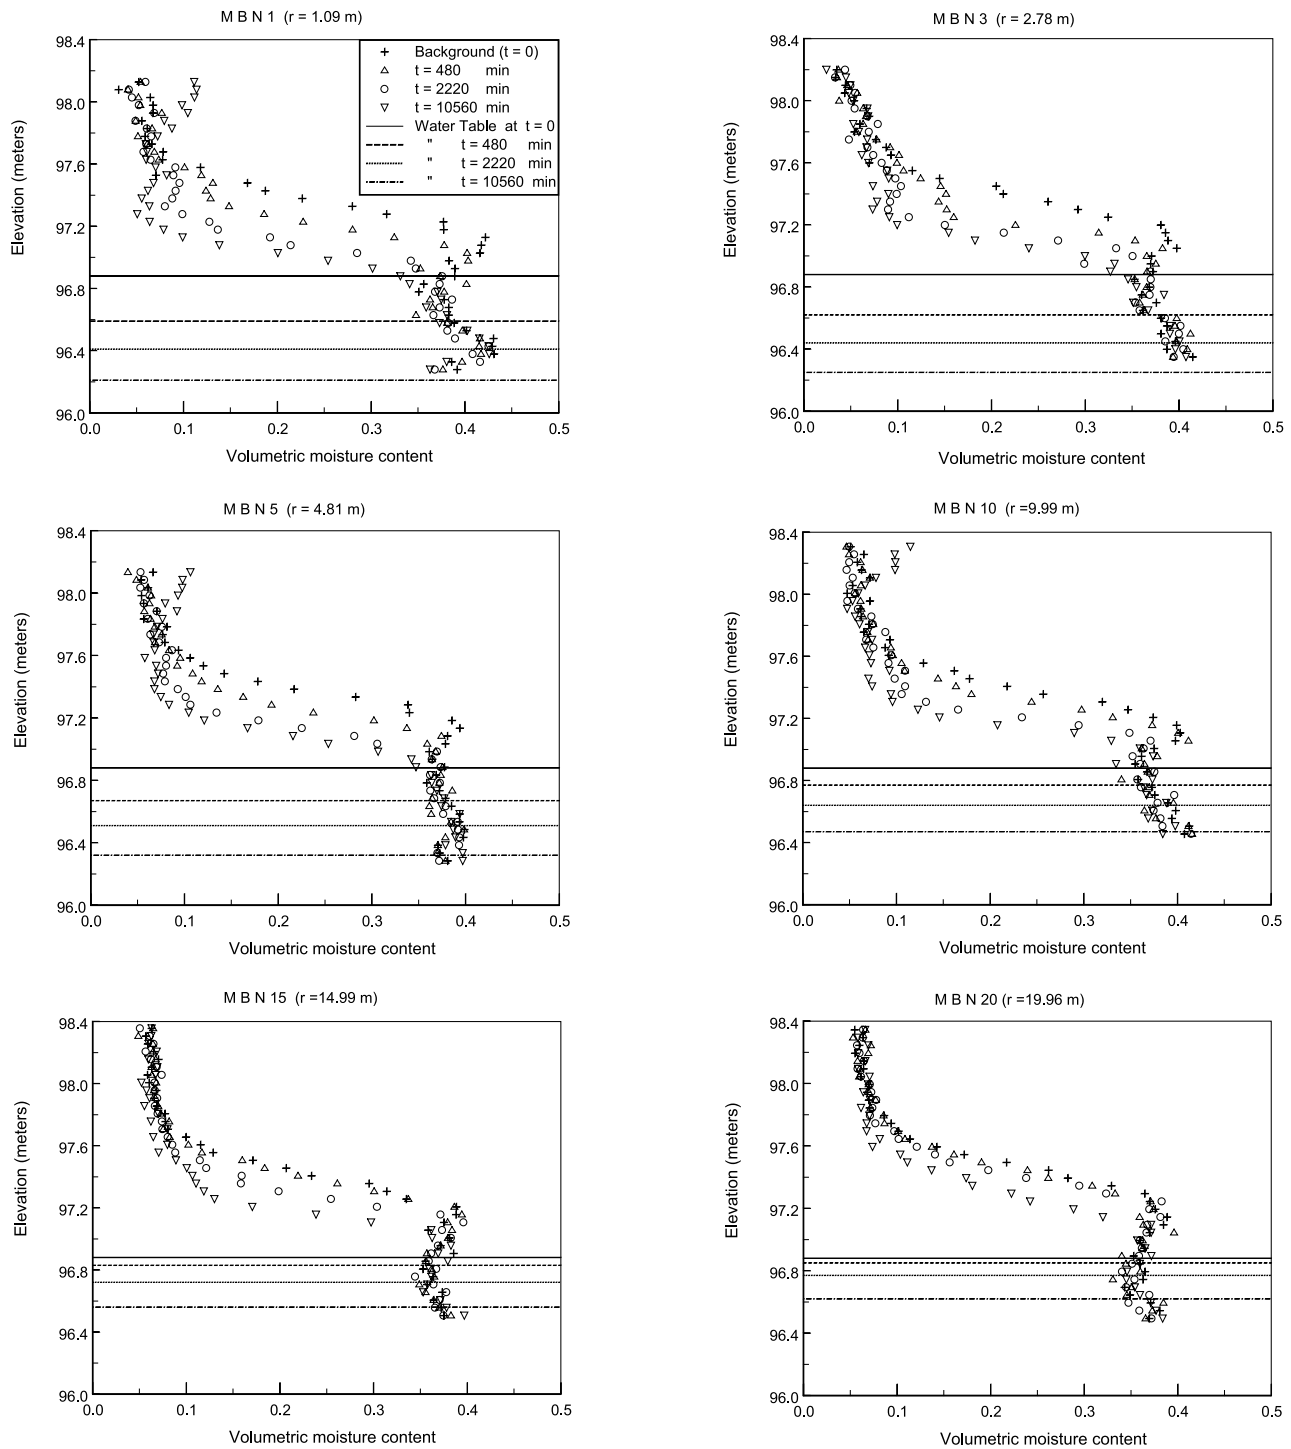 M B N 1 (r = 1.09 m)
98.4
98.0
97.6
97.2
96.8
96.4
96.0
Elevation (meters)
Background (t = 0)
t = 480 min
t = 2220 min
t = 10560 min
Water Table at t = 0
" t = 480 min
" t = 2220 min
" t = 10560 min
0.0 0.1 0.2 0.3 0.4 0.5
Volumetric moisture content
M B N 3 (r = 2.78 m)
98.4
98.0
97.6
97.2
96.8
96.4
96.0
Elevation (meters)
0.0 0.1 0.2 0.3 0.4 0.5
Volumetric moisture content
M B N 5 (r = 4.81 m)
98.4
98.0
97.6
97.2
96.8
96.4
96.0
Elevation (meters)
0.0 0.1 0.2 0.3 0.4 0.5
Volumetric moisture content
M B N 10 (r =9.99 m)
98.4
98.0
97.6
97.2
96.8
96.4
96.0
Elevation (meters)
0.0 0.1 0.2 0.3 0.4 0.5
Volumetric moisture content
M B N 15 (r =14.99 m)
98.4
98.0
97.6
97.2
96.8
96.4
96.0
Elevation (meters)
0.0 0.1 0.2 0.3 0.4 0.5
Volumetric moisture content
M B N 20 (r =19.96 m)
98.4
98.0
97.6
97.2
96.8
96.4
96.0
Elevation (meters)
0.0 0.1 0.2 0.3 0.4 0.5
Volumetric moisture content